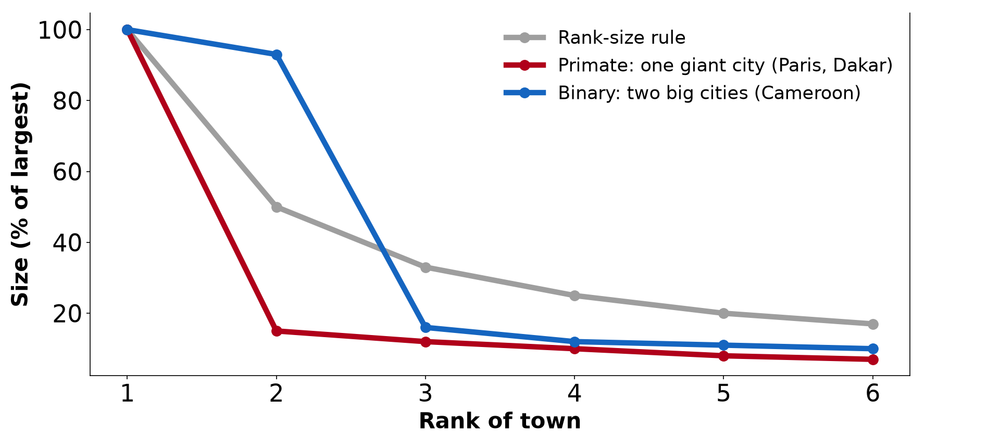 Size (% of largest)
100
80
60
40
20
Rank-size rule
Primate: one giant city (Paris, Dakar)
Binary: two big cities (Cameroon)
1 2 3 4 5 6
Rank of town